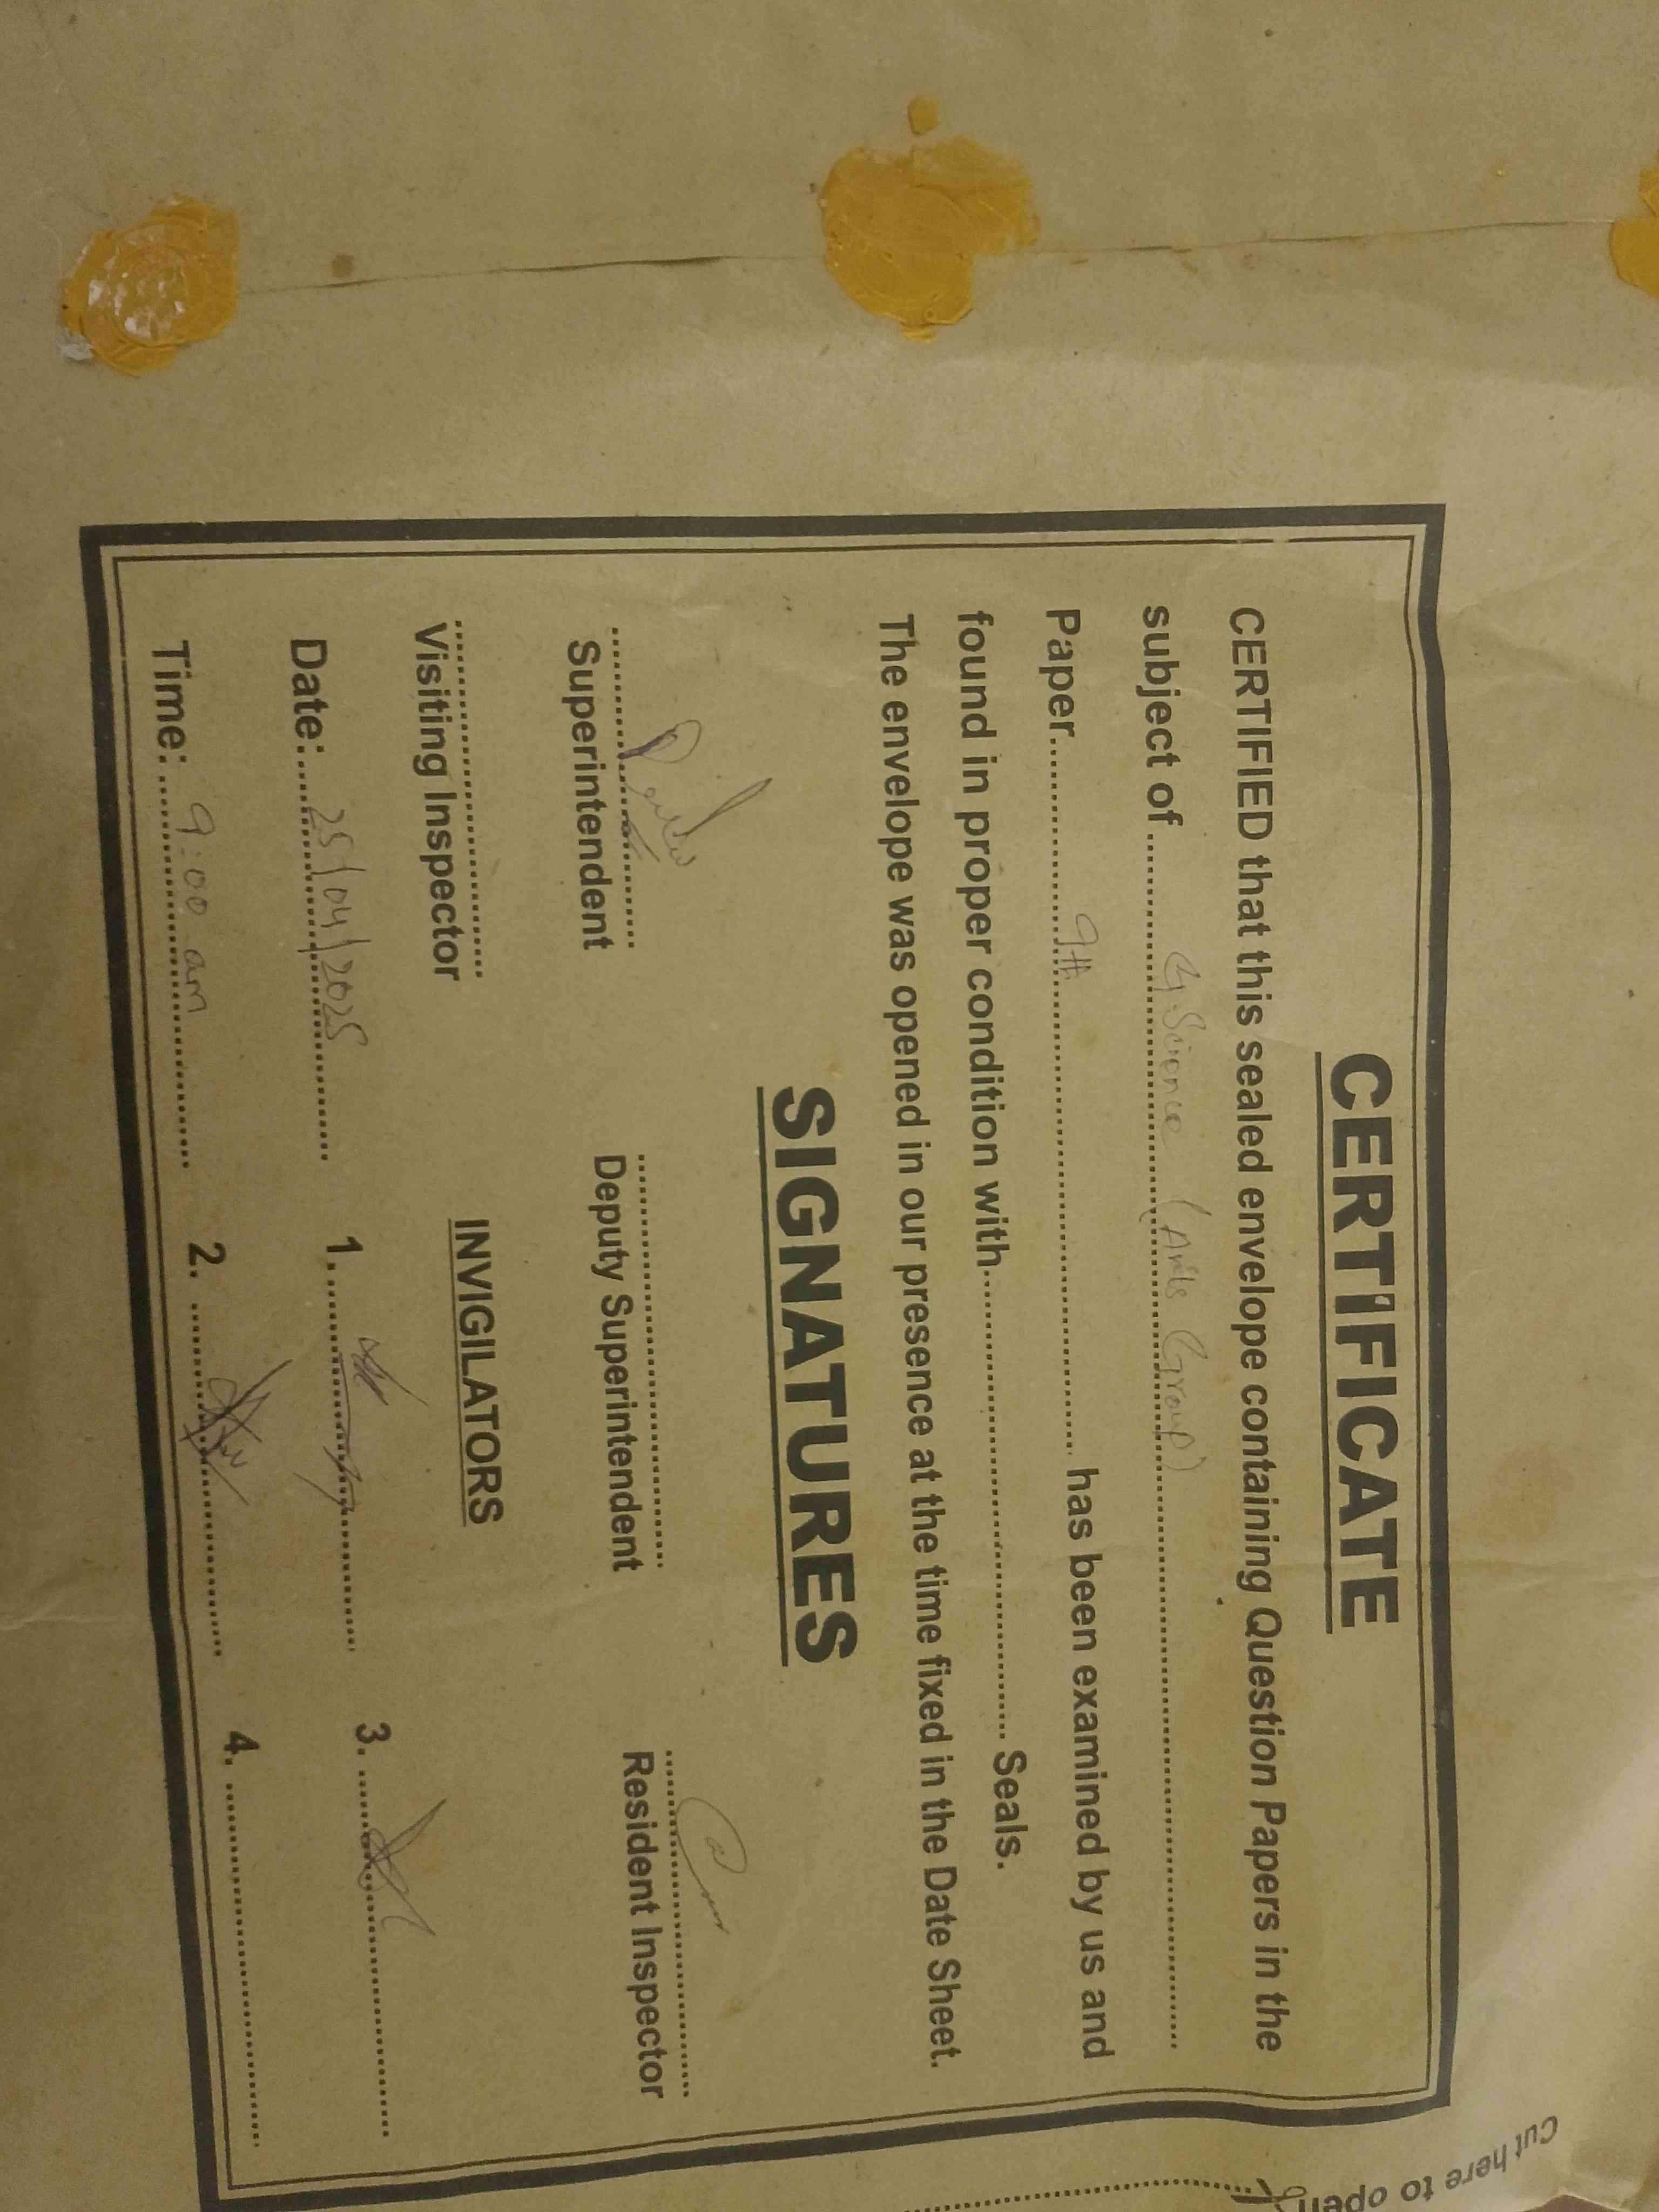 CERTIFICATE
CERTIFIED that this sealed envelope containing Question Papers in the
subject of .......... G. Science (Arts Group) ..........
Paper .......... 9th .......... has been examined by us and
found in proper condition with .......... Seals.
The envelope was opened in our presence at the time fixed in the Date Sheet.
SIGNATURES
Superintendent Deputy Superintendent Resident Inspector
Visiting Inspector INVIGILATORS
Date: 25/04/2025 1. .......... 3. ..........
Time: 9:00 am 2. .......... 4. ..........
Cut here to open